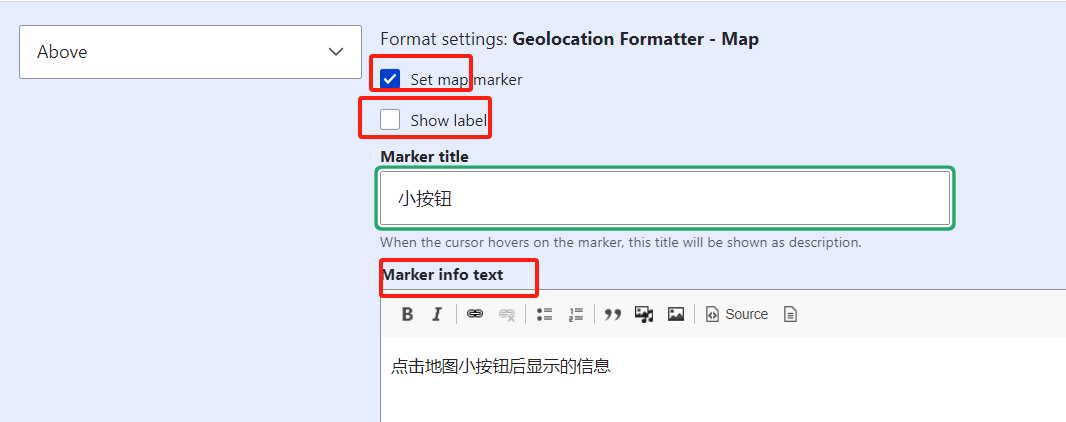 Above
Format settings: Geolocation Formatter - Map
Set map marker
Show label
Marker title
小按钮
When the cursor hovers on the marker, this title will be shown as description.
Marker info text
B I Source
点击地图小按钮后显示的信息